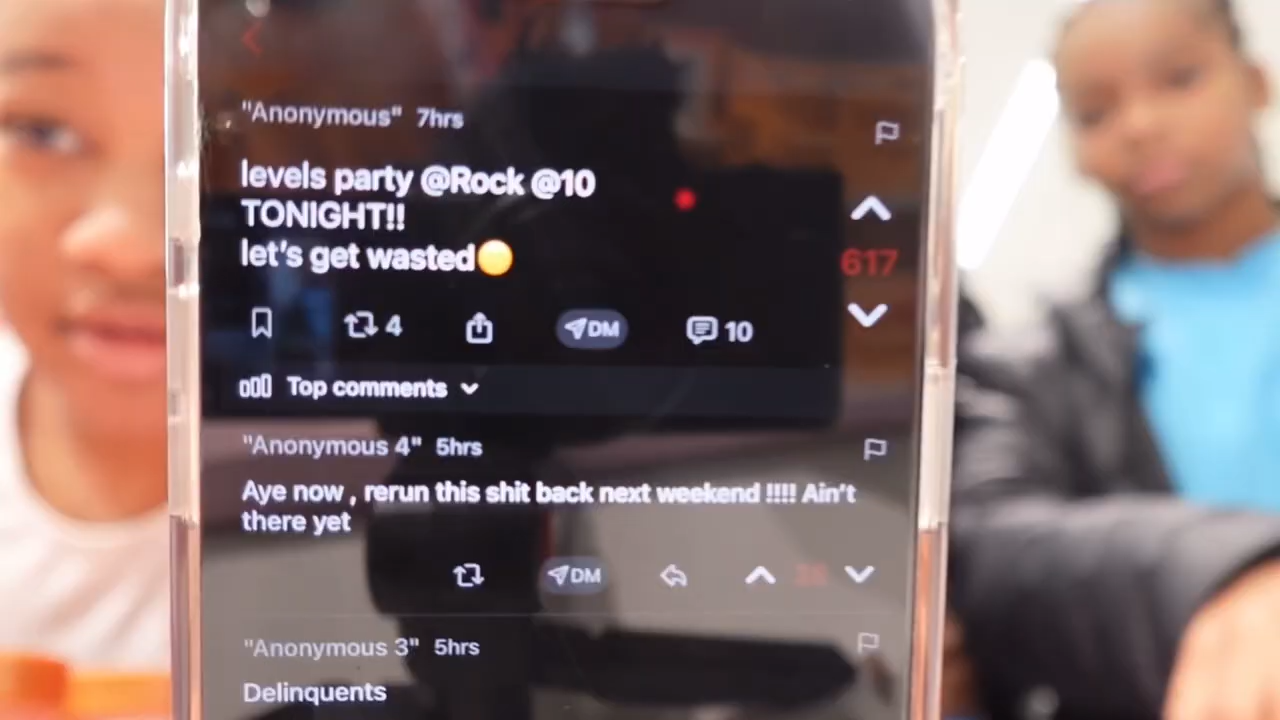 "Anonymous" 7hrs
levels party @Rock @10
TONIGHT!!
let's get wasted
617
4
DM
10
Top comments
"Anonymous 4" 5hrs
Aye now , rerun this shit back next weekend !!!! Ain't
there yet
DM
"Anonymous 3" 5hrs
Delinquents